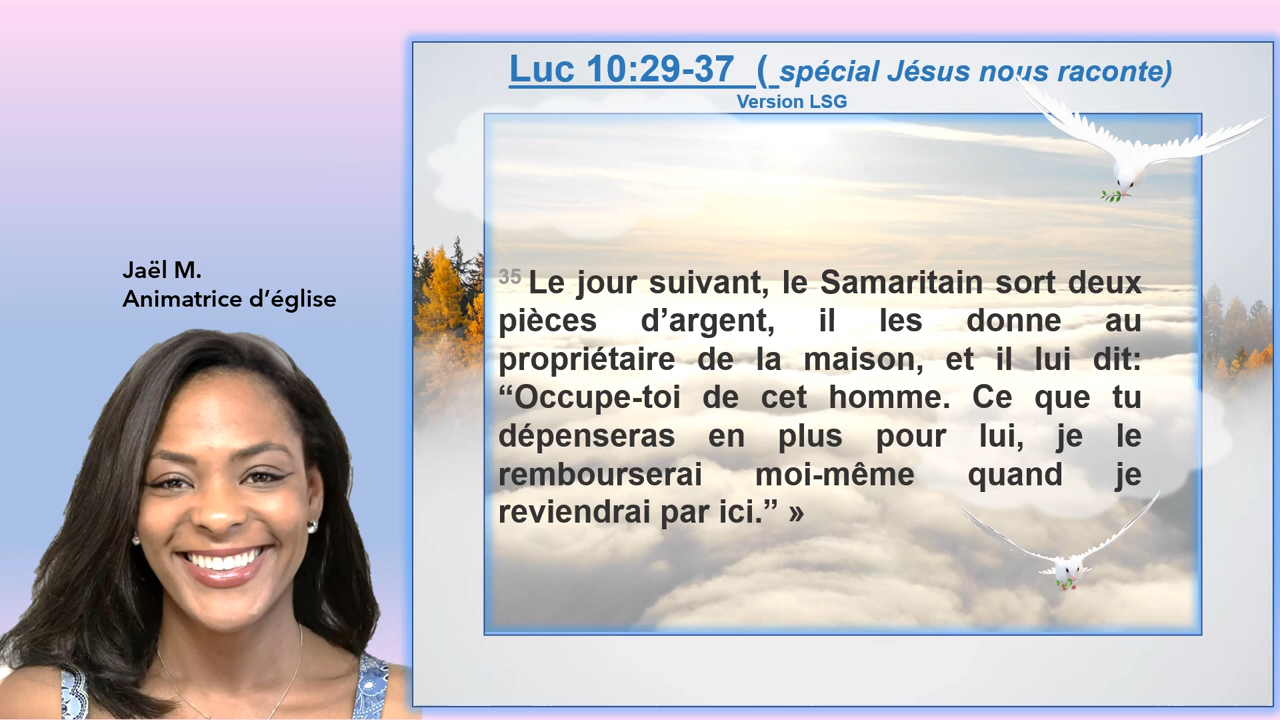 Luc 10:29-37 ( spécial Jésus nous raconte)
Version LSG
Jaël M.
Animatrice d’église
35 Le jour suivant, le Samaritain sort deux
pièces d’argent, il les donne au
propriétaire de la maison, et il lui dit:
“Occupe-toi de cet homme. Ce que tu
dépenseras en plus pour lui, je le
rembourserai moi-même quand je
reviendrai par ici.” »